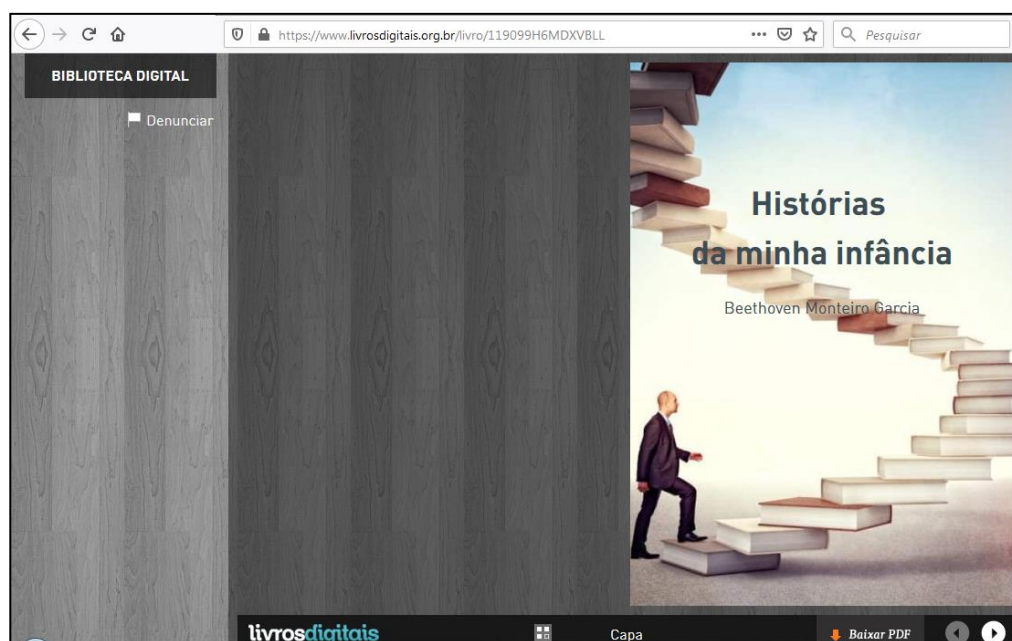 https://www.livrosdigitais.org.br/livro/119099H6MDXVBLL
Pesquisar
BIBLIOTECA DIGITAL
Denunciar
Histórias
da minha infância
Beethoven Monteiro Garcia
livrosdigitais
Capa
Baixar PDF